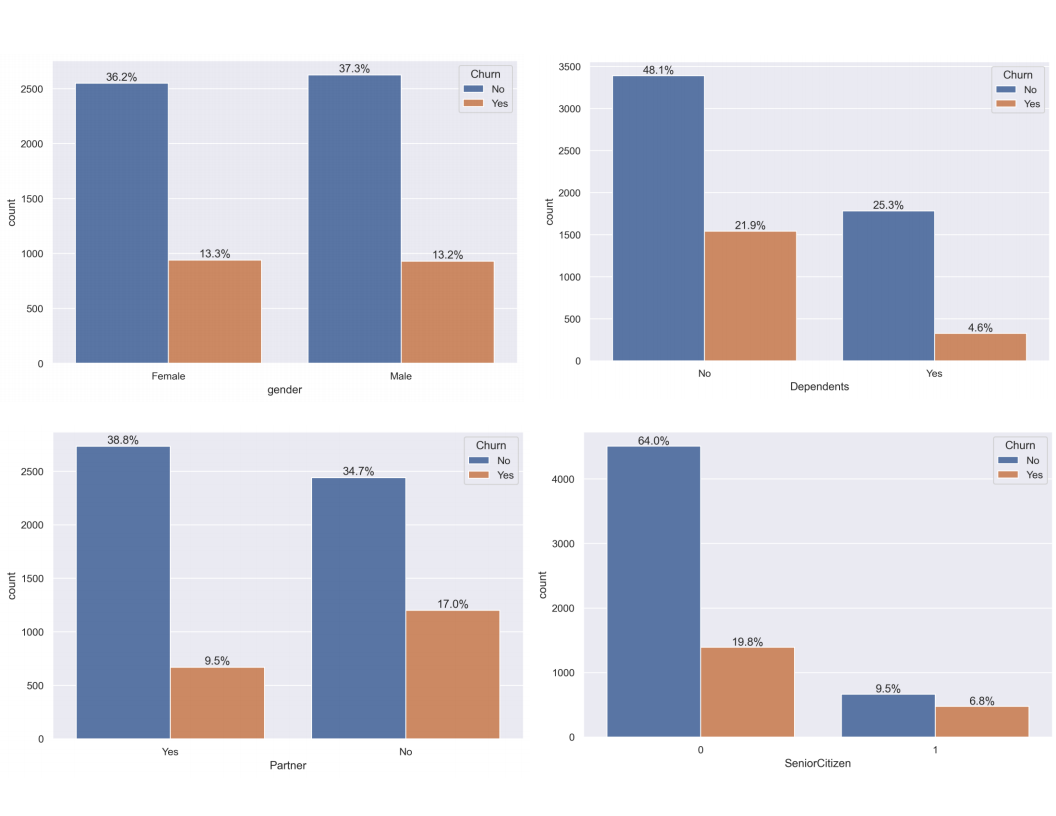 36.2%
37.3%
Churn
No
Yes
13.3%
13.2%
2500
2000
1500
1000
500
0
count
Female
Male
gender
48.1%
Churn
No
Yes
21.9%
25.3%
4.6%
3500
3000
2500
2000
1500
1000
500
0
count
No
Yes
Dependents
38.8%
34.7%
Churn
No
Yes
9.5%
17.0%
2500
2000
1500
1000
500
0
count
Yes
No
Partner
64.0%
Churn
No
Yes
19.8%
9.5%
6.8%
4000
3000
2000
1000
0
count
0
1
SeniorCitizen